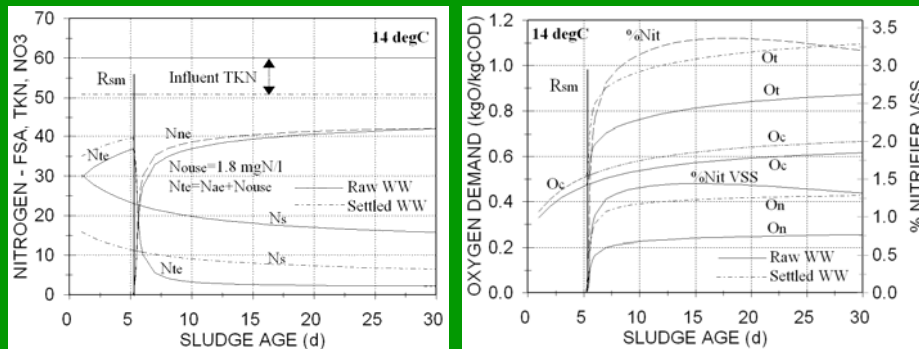 70
60
50
40
30
20
10
0
NITROGEN - FSA, TKN, NO3
14 degC
Rsm
Influent TKN
Nne
Nte
Nouse=1.8 mgN/l
Nte=Nae+Nouse
Raw WW
Settled WW
Ns
Ns
Nte
0 5 10 15 20 25 30
SLUDGE AGE (d)
1.2
1.0
0.8
0.6
0.4
0.2
0.0
OXYGEN DEMAND (kgO/kgCOD)
14 degC
%Nit
Ot
Rsm
Ot
Oc
Oc
Oc
%Nit VSS
On
On
Raw WW
Settled WW
0 5 10 15 20 25 30
SLUDGE AGE (d)
3.5
3.0
2.5
2.0
1.5
1.0
0.5
0.0
% NITRIFIER VSS